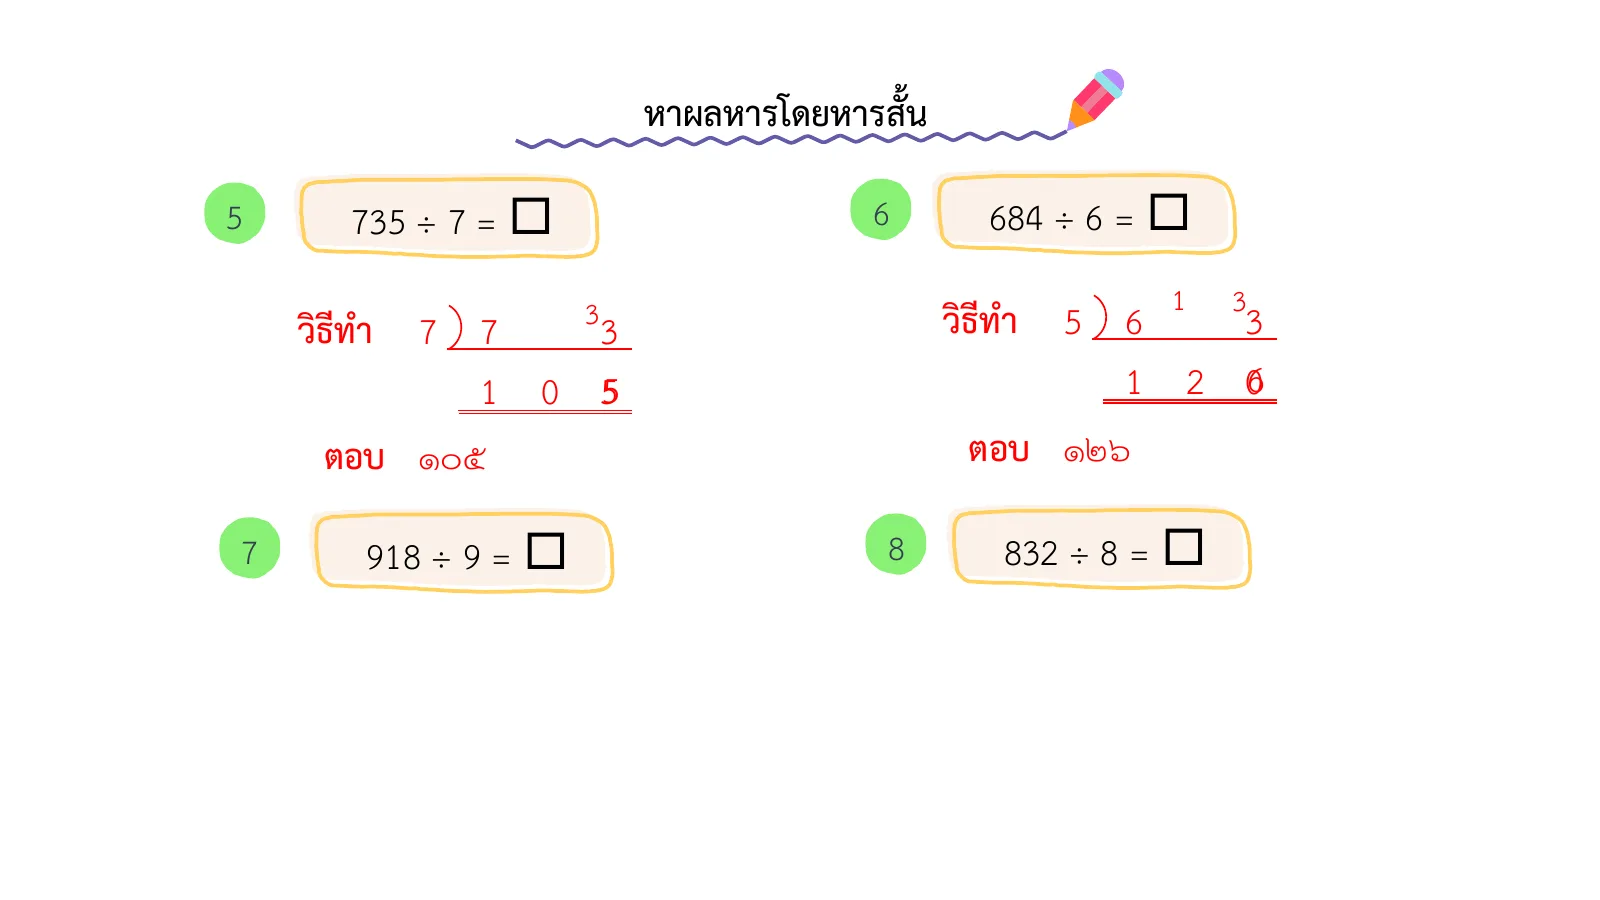 หาผลหารโดยหารสั้น
5
735 ÷ 7 = □
6
684 ÷ 6 = □
วิธีทำ 7 ) 7 ³3
1 0 5
ตอบ ๑๐๕
วิธีทำ 5 ) 6 ¹ ³3
1 2
ตอบ ๑๒๖
7
918 ÷ 9 = □
8
832 ÷ 8 = □